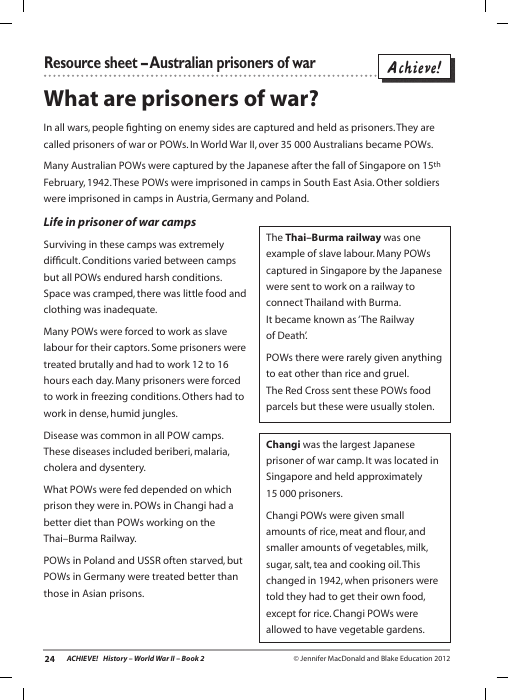 Resource sheet – Australian prisoners of war
Achieve!
What are prisoners of war?
In all wars, people fighting on enemy sides are captured and held as prisoners. They are
called prisoners of war or POWs. In World War II, over 35 000 Australians became POWs.
Many Australian POWs were captured by the Japanese after the fall of Singapore on 15th
February, 1942. These POWs were imprisoned in camps in South East Asia. Other soldiers
were imprisoned in camps in Austria, Germany and Poland.
Life in prisoner of war camps
Surviving in these camps was extremely
difficult. Conditions varied between camps
but all POWs endured harsh conditions.
Space was cramped, there was little food and
clothing was inadequate.
Many POWs were forced to work as slave
labour for their captors. Some prisoners were
treated brutally and had to work 12 to 16
hours each day. Many prisoners were forced
to work in freezing conditions. Others had to
work in dense, humid jungles.
Disease was common in all POW camps.
These diseases included beriberi, malaria,
cholera and dysentery.
What POWs were fed depended on which
prison they were in. POWs in Changi had a
better diet than POWs working on the
Thai–Burma Railway.
POWs in Poland and USSR often starved, but
POWs in Germany were treated better than
those in Asian prisons.
The Thai–Burma railway was one
example of slave labour. Many POWs
captured in Singapore by the Japanese
were sent to work on a railway to
connect Thailand with Burma.
It became known as ‘The Railway
of Death’.
POWs there were rarely given anything
to eat other than rice and gruel.
The Red Cross sent these POWs food
parcels but these were usually stolen.
Changi was the largest Japanese
prisoner of war camp. It was located in
Singapore and held approximately
15 000 prisoners.
Changi POWs were given small
amounts of rice, meat and flour, and
smaller amounts of vegetables, milk,
sugar, salt, tea and cooking oil. This
changed in 1942, when prisoners were
told they had to get their own food,
except for rice. Changi POWs were
allowed to have vegetable gardens.
24 ACHIEVE! History – World War II – Book 2
© Jennifer MacDonald and Blake Education 2012